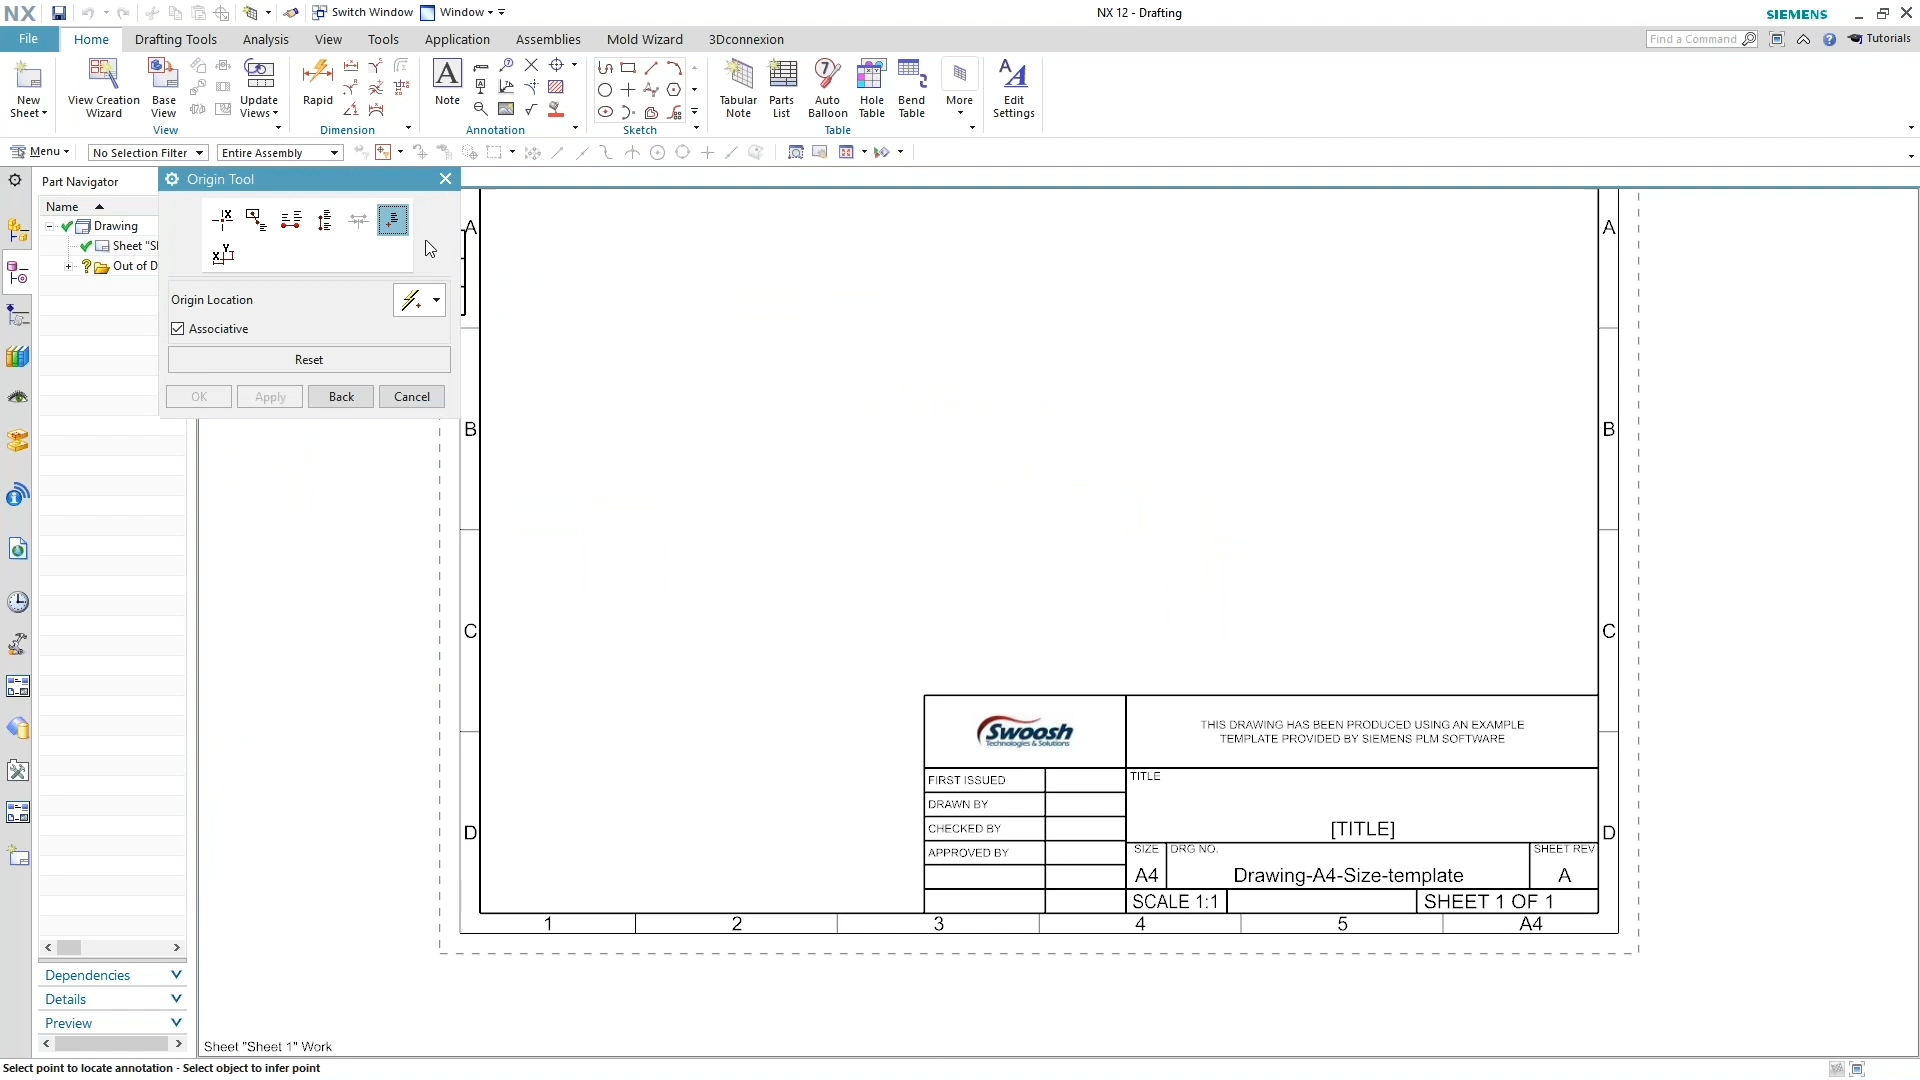 NX
Switch Window
Window
NX 12 - Drafting
SIEMENS
File
Home
Drafting Tools
Analysis
View
Tools
Application
Assemblies
Mold Wizard
3Dconnexion
Find a Command
Tutorials
New
Sheet
View Creation
Wizard
Base
View
Update
Views
View
Rapid
Dimension
A
Note
Annotation
Sketch
Tabular
Note
Parts
List
Auto
Balloon
Hole
Table
Bend
Table
More
Table
Edit
Settings
Menu
No Selection Filter
Entire Assembly
Part Navigator
Name
Drawing
Sheet "Sl
Out of D
Origin Tool
Origin Location
Associative
Reset
OK
Apply
Back
Cancel
A
A
B
B
C
C
D
D
Swoosh
Technologies & Solutions
THIS DRAWING HAS BEEN PRODUCED USING AN EXAMPLE
TEMPLATE PROVIDED BY SIEMENS PLM SOFTWARE
FIRST ISSUED
DRAWN BY
CHECKED BY
APPROVED BY
TITLE
[TITLE]
SIZE
DRG NO.
SHEET REV
A4
Drawing-A4-Size-template
A
SCALE 1:1
SHEET 1 OF 1
1
2
3
4
5
A4
Dependencies
Details
Preview
Sheet "Sheet 1" Work
Select point to locate annotation - Select object to infer point